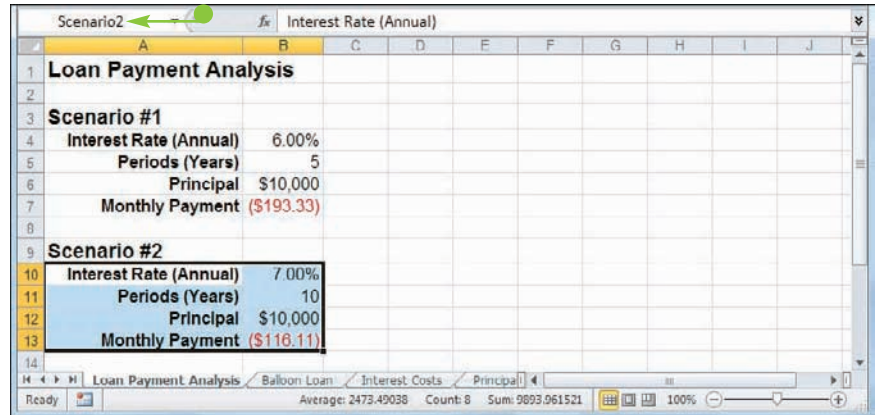 Scenario2 fx Interest Rate (Annual)
A B C D E F G H I J
1 Loan Payment Analysis
2
3 Scenario #1
4 Interest Rate (Annual) 6.00%
5 Periods (Years) 5
6 Principal $10,000
7 Monthly Payment ($193.33)
8
9 Scenario #2
10 Interest Rate (Annual) 7.00%
11 Periods (Years) 10
12 Principal $10,000
13 Monthly Payment ($116.11)
14
Loan Payment Analysis Balloon Loan Interest Costs Principal
Ready Average: 2473.49038 Count: 8 Sum: 9893.961521 100%